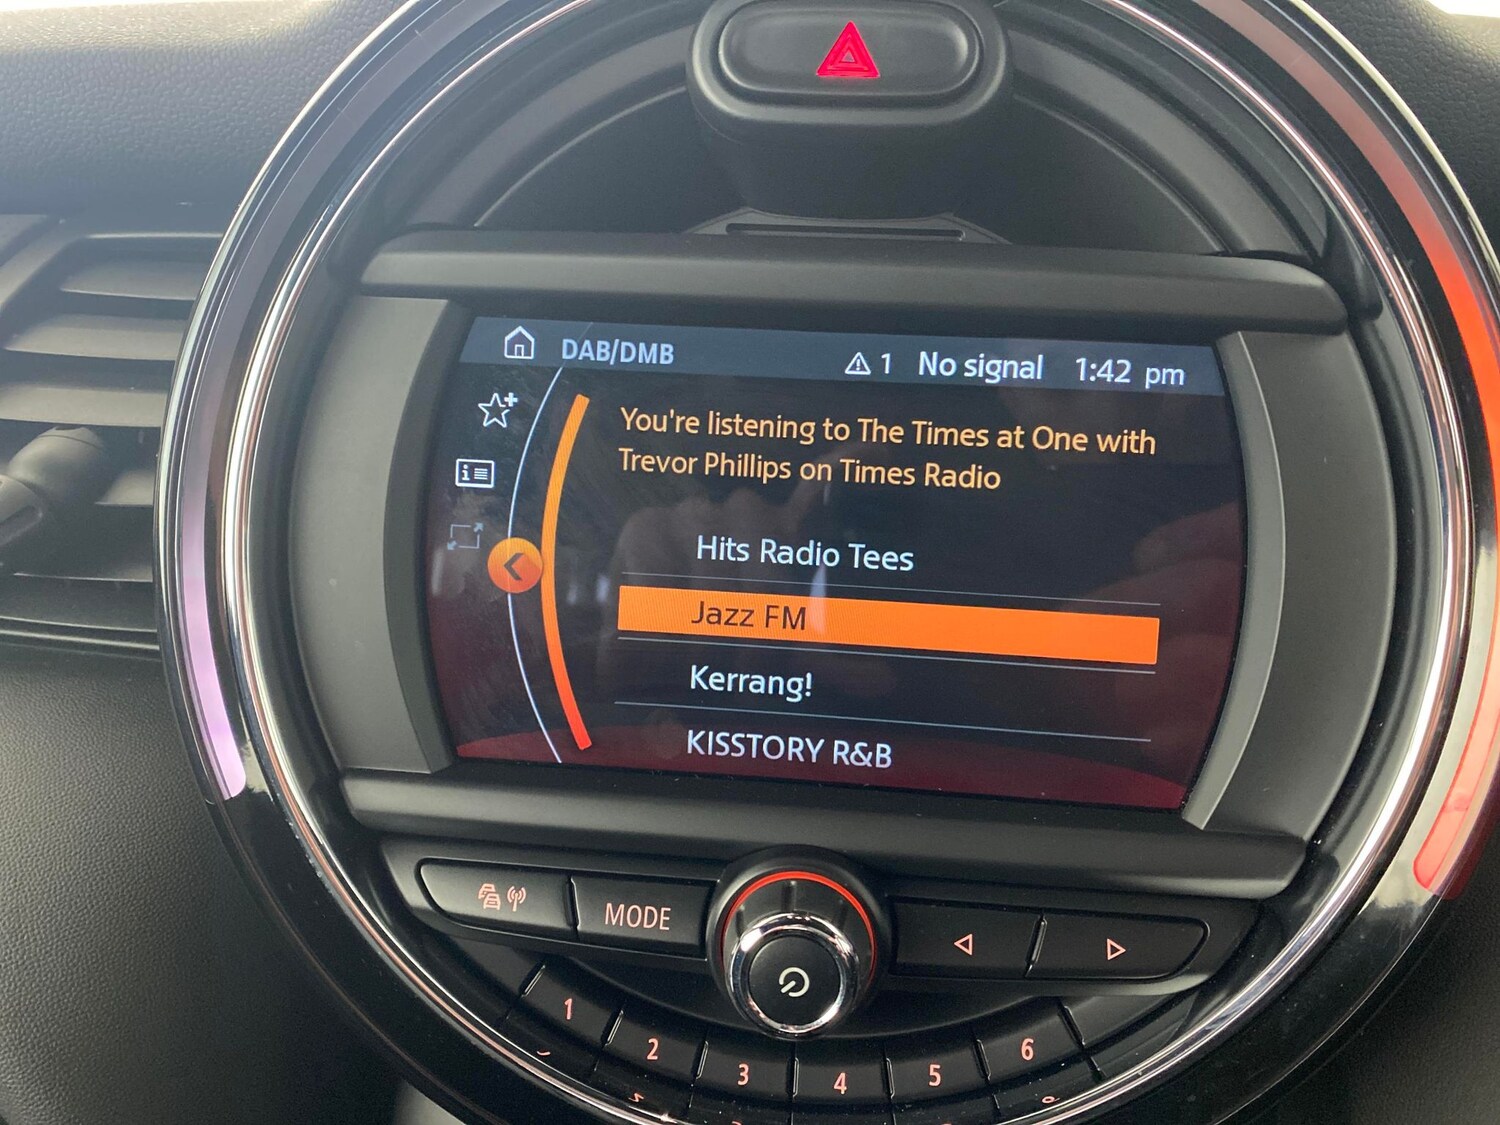 DAB/DMB 1 No signal 1:42 pm
You're listening to The Times at One with
Trevor Phillips on Times Radio
Hits Radio Tees
Jazz FM
Kerrang!
KISSTORY R&B
MODE
1 2 3 4 5 6